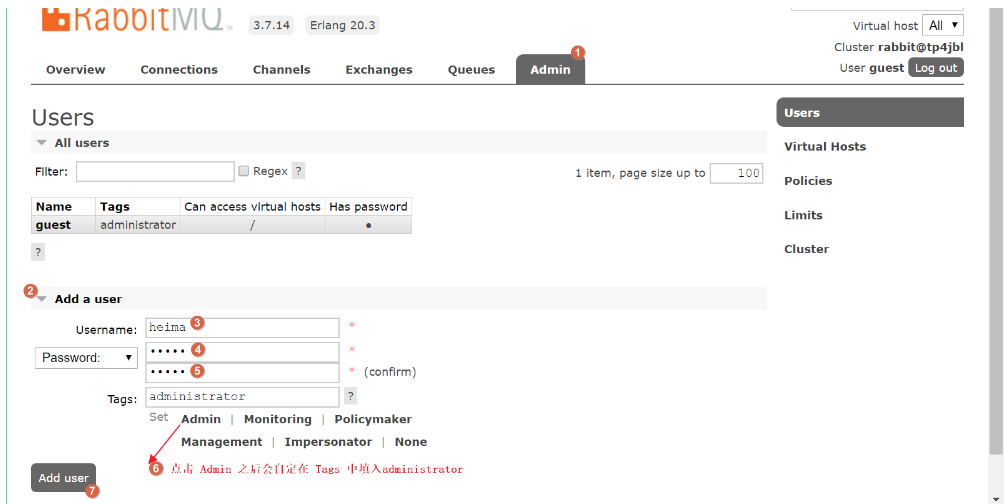 RabbitMQ™ 3.7.14 Erlang 20.3
Virtual host All
Cluster rabbit@tp4jbl
User guest Log out
Overview Connections Channels Exchanges Queues Admin 1
Users
All users
Filter: Regex ? 1 item, page size up to 100
Name Tags Can access virtual hosts Has password
guest administrator / ●
?
2 Add a user
Username: heima 3 *
Password: ••••• 4 *
••••• 5 * (confirm)
Tags: administrator ?
Set Admin | Monitoring | Policymaker
Management | Impersonator | None
6 点击 Admin 之后会自定在 Tags 中填入administrator
Add user 7
Users
Virtual Hosts
Policies
Limits
Cluster